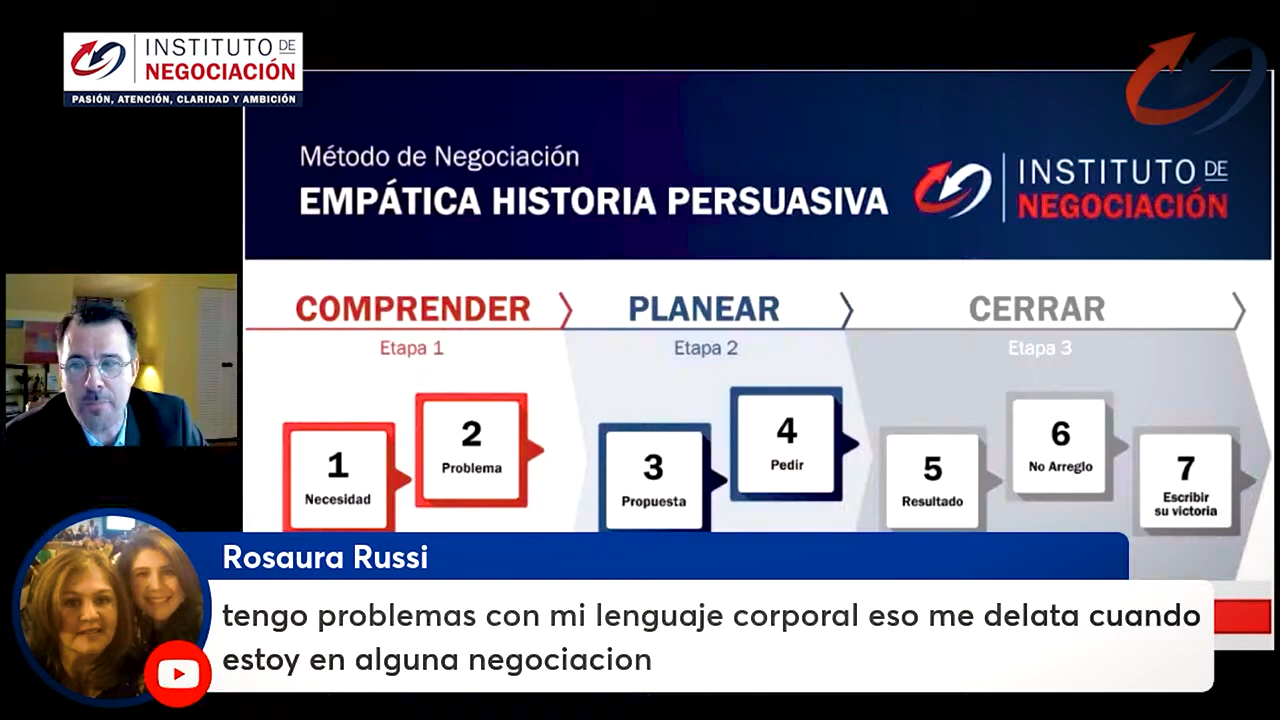 INSTITUTO DE
NEGOCIACIÓN
PASIÓN, ATENCIÓN, CLARIDAD Y AMBICIÓN
Método de Negociación
EMPÁTICA HISTORIA PERSUASIVA
INSTITUTO DE
NEGOCIACIÓN
COMPRENDER
PLANEAR
CERRAR
Etapa 1
Etapa 2
Etapa 3
1
Necesidad
2
Problema
3
Propuesta
4
Pedir
5
Resultado
6
No Arreglo
7
Escribir
su victoria
Rosaura Russi
tengo problemas con mi lenguaje corporal eso me delata cuando
estoy en alguna negociacion